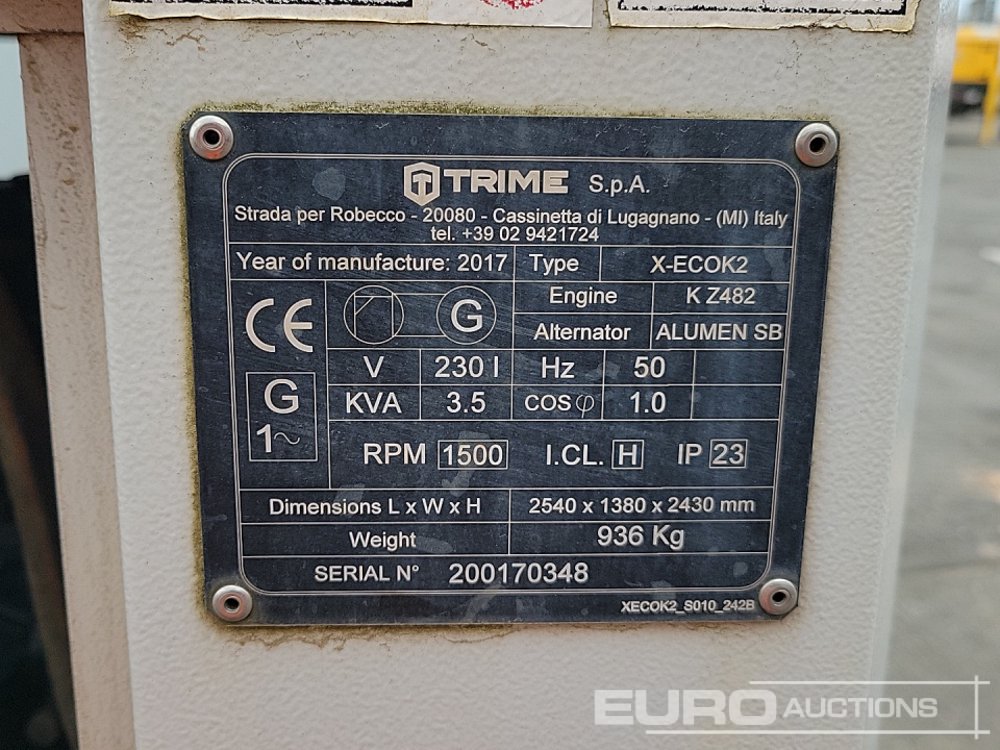 TRIME S.p.A.
Strada per Robecco - 20080 - Cassinetta di Lugagnano - (MI) Italy
tel. +39 02 9421724
Year of manufacture: 2017 Type X-ECOK2
CE G Engine K Z482
Alternator ALUMEN SB
V 230 I Hz 50
G 1~ KVA 3.5 COS φ 1.0
RPM 1500 I.CL. H IP 23
Dimensions L x W x H 2540 x 1380 x 2430 mm
Weight 936 Kg
SERIAL N° 200170348
XECOK2_S010_242B
EURO AUCTIONS